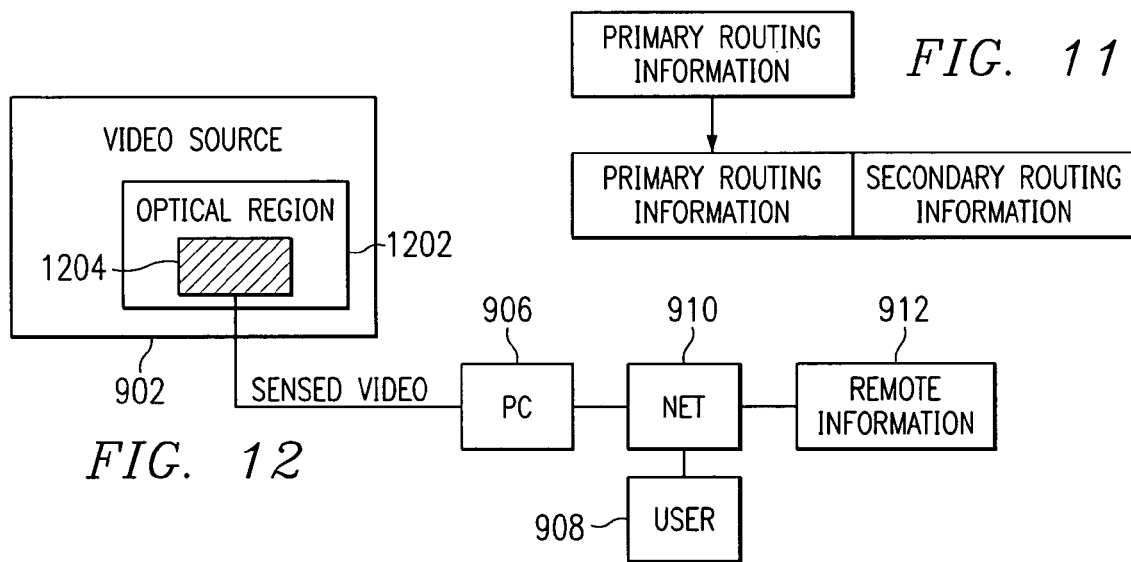 PRIMARY ROUTING
INFORMATION
FIG. 11
PRIMARY ROUTING
INFORMATION
SECONDARY ROUTING
INFORMATION
VIDEO SOURCE
OPTICAL REGION
1204
1202
902
SENSED VIDEO
906
PC
910
NET
912
REMOTE
INFORMATION
908
USER
FIG. 12